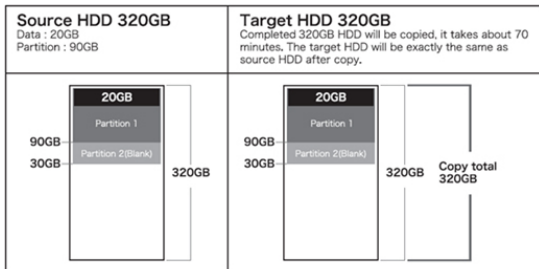 Source HDD 320GB
Data : 20GB
Partition : 90GB
Target HDD 320GB
Completed 320GB HDD will be copied, it takes about 70
minutes. The target HDD will be exactly the same as
source HDD after copy.
20GB
Partition 1
90GB
Partition 2(Blank)
30GB
320GB
20GB
Partition 1
90GB
Partition 2(Blank)
30GB
320GB
Copy total
320GB